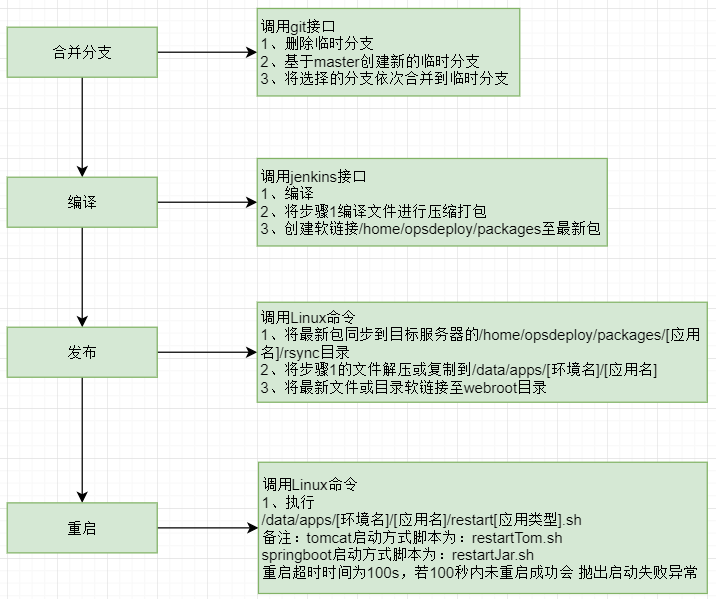 合并分支
调用git接口
1、删除临时分支
2、基于master创建新的临时分支
3、将选择的分支依次合并到临时分支
编译
调用jenkins接口
1、编译
2、将步骤1编译文件进行压缩打包
3、创建软链接/home/opsdeploy/packages至最新包
发布
调用Linux命令
1、将最新包同步到目标服务器的/home/opsdeploy/packages/[应用
名]/rsync目录
2、将步骤1的文件解压或复制到/data/apps/[环境名]/[应用名]
3、将最新文件或目录软链接至webroot目录
重启
调用Linux命令
1、执行
/data/apps/[环境名]/[应用名]/restart[应用类型].sh
备注：tomcat启动方式脚本为：restartTom.sh
springboot启动方式脚本为：restartJar.sh
重启超时时间为100s，若100秒内未重启成功会 抛出启动失败异常